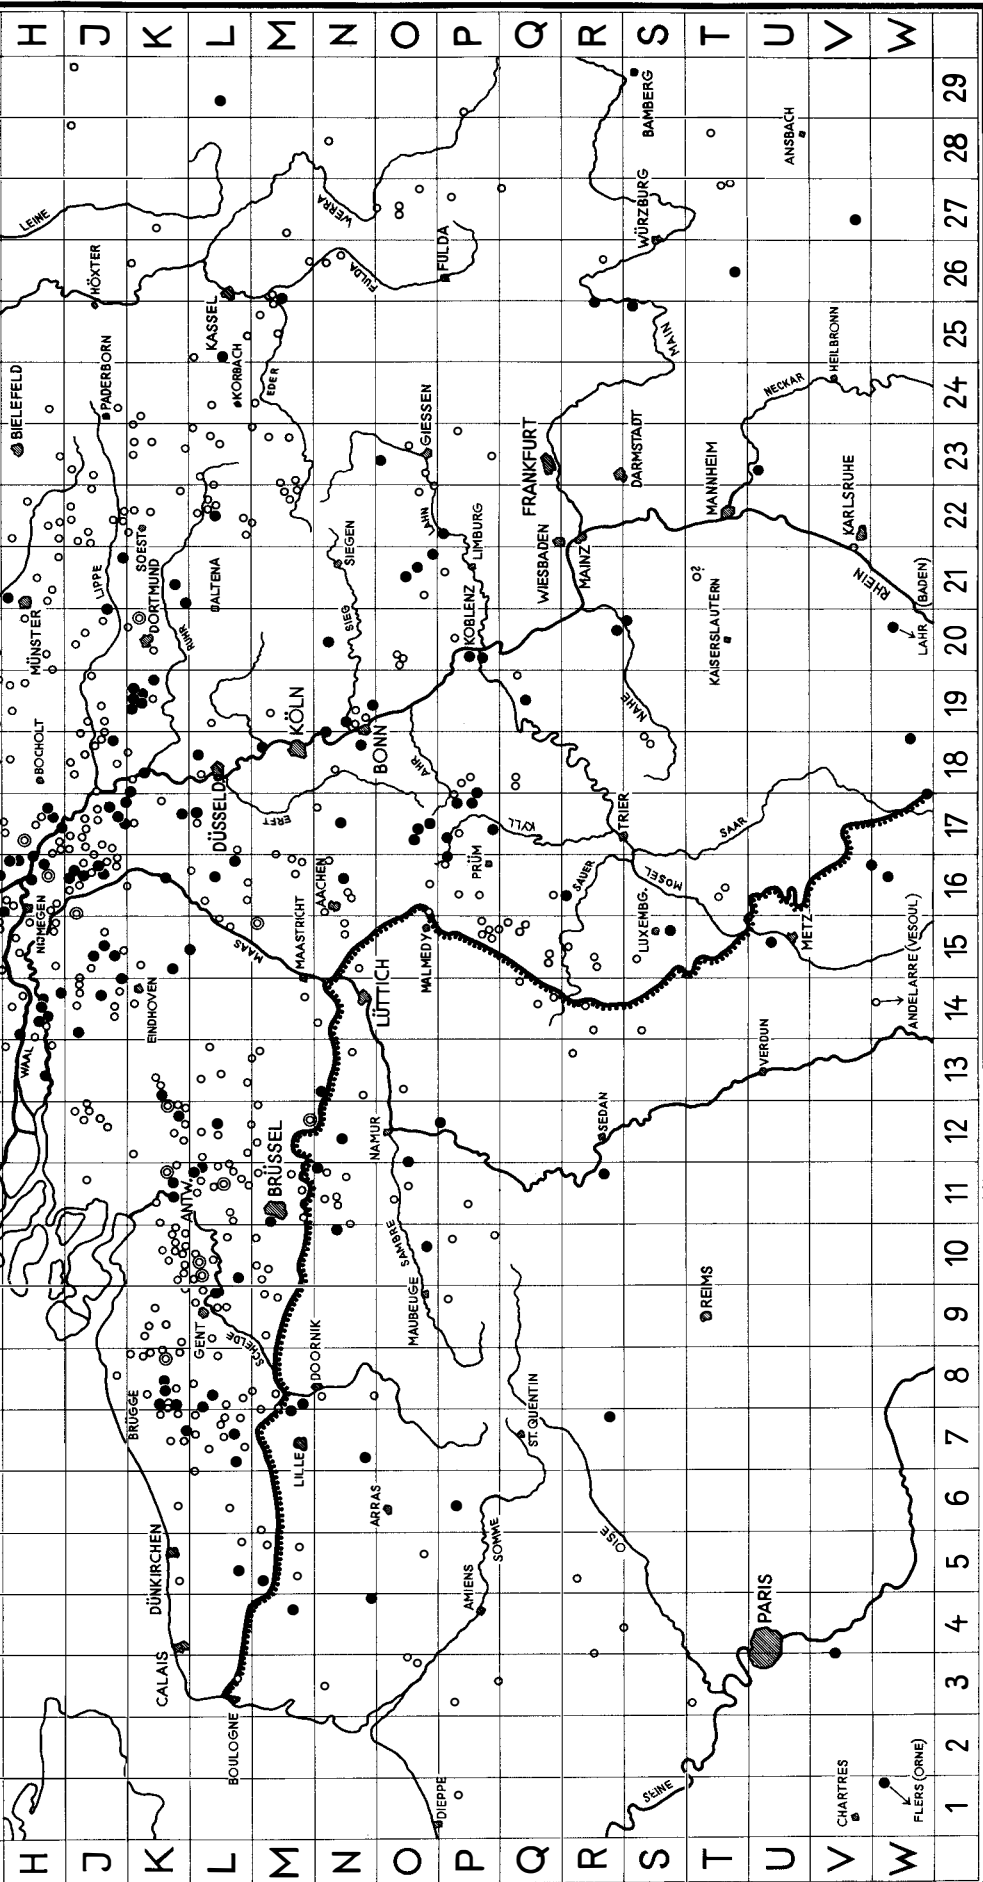 H J K L M N O P Q R S T U V W
29
BAMBERG
28
ANSBACH
LEINE
WERRA
WÜRZBURG
27
HÖXTER
FULDA
FULDA
26
KASSEL
PADERBORN
KORBACH
MAIN
HEILBRONN
25
BIELEFELD
EDER
NECKAR
24
GIESSEN
FRANKFURT
DARMSTADT
MANNHEIM
KARLSRUHE
23
SOEST
LAHN
LIMBURG
SIEGEN
WIESBADEN
MAINZ
22
LIPPE
DORTMUND
ALTENA
?
RHEIN
21
MÜNSTER
RUHR
SIEG
KOBLENZ
KAISERSLAUTERN
LAHR (BADEN)
20
BOCHOLT
KÖLN
BONN
NAHE
19
DÜSSELD.
AHR
18
ERFT
KYLL
TRIER
SAAR
17
AACHEN
PRÜM
SAUER
MOSEL
16
NIJMEGEN
MAAS
MAASTRICHT
MALMEDY
LUXEMBG.
METZ
15
EINDHOVEN
LÜTTICH
ANDELARRE (VESOUL)
14
WAAL
VERDUN
13
NAMUR
SEDAN
12
ANTW.
BRÜSSEL
11
SAMBRE
10
GENT
SCHELDE
MAUBEUGE
REIMS
9
BRÜGGE
DOORNIK
8
LILLE
ST. QUENTIN
7
ARRAS
SOMME
OISE
6
DÜNKIRCHEN
AMIENS
5
CALAIS
PARIS
4
3
BOULOGNE
2
DIEPPE
SEINE
CHARTRES
FLERS (ORNE)
1
H J K L M N O P Q R S T U V W